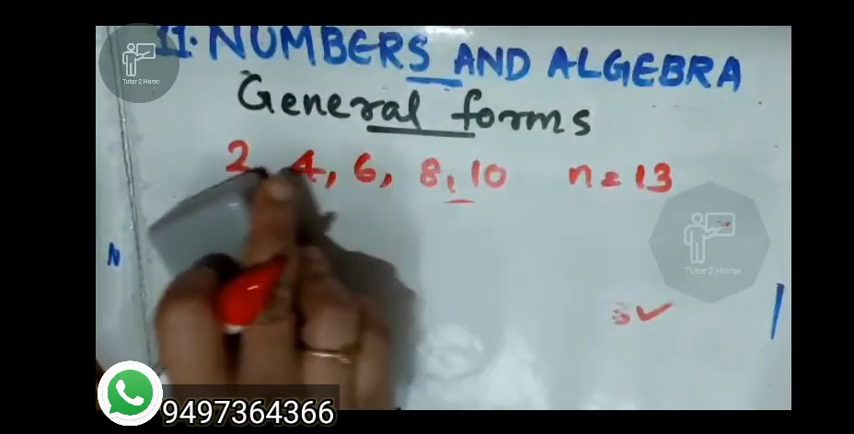 11. NUMBERS AND ALGEBRA
Tutor 2 Home
General forms
2, 4, 6, 8, 10 n = 13
N
Tutor 2 Home
9497364366